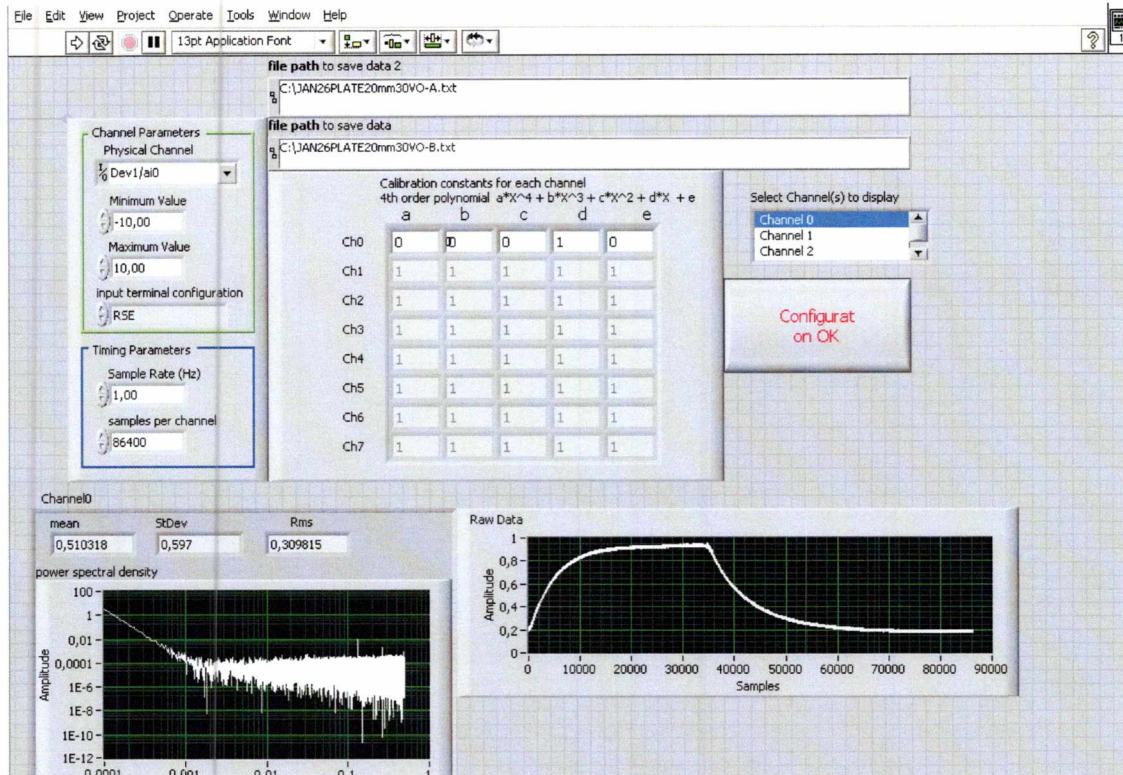 File Edit View Project Operate Tools Window Help
13pt Application Font
file path to save data 2
C:\JAN26PLATE20mm30VO-A.txt
file path to save data
C:\JAN26PLATE20mm30VO-B.txt
Channel Parameters
Physical Channel
Dev1/ai0
Minimum Value
-10,00
Maximum Value
10,00
input terminal configuration
RSE
Timing Parameters
Sample Rate (Hz)
1,00
samples per channel
86400
Calibration constants for each channel
4th order polynomial a*X^4 + b*X^3 + c*X^2 + d*X + e
a b c d e
Ch0 0 0 0 1 0
Ch1 1 1 1 1 1
Ch2 1 1 1 1 1
Ch3 1 1 1 1 1
Ch4 1 1 1 1 1
Ch5 1 1 1 1 1
Ch6 1 1 1 1 1
Ch7 1 1 1 1 1
Select Channel(s) to display
Channel 0
Channel 1
Channel 2
Configurat
on OK
Channel0
mean StDev Rms
0,510318 0,597 0,309815
power spectral density
Amplitude
100
1
0,01
0,0001
1E-6
1E-8
1E-10
1E-12
0,0001 0,001 0,01 0,1 1
Raw Data
Amplitude
1
0,8
0,6
0,4
0,2
0
0 10000 20000 30000 40000 50000 60000 70000 80000 90000
Samples